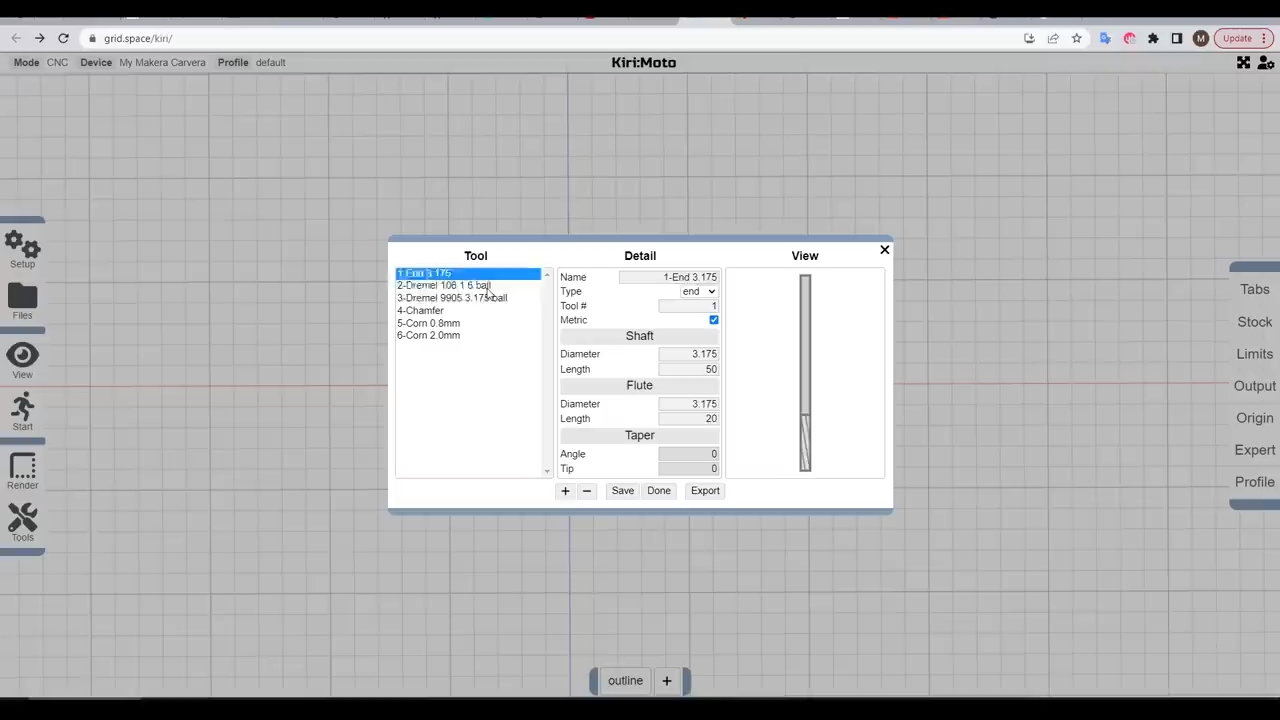 grid.space/kiri/
M
Update
Mode CNC Device My Makera Carvera Profile default
Kiri:Moto
Setup
Files
View
Start
Render
Tools
Tool
1-End 3.175
2-Dremel 106 1.6 ball
3-Dremel 9905 3.175 ball
4-Chamfer
5-Corn 0.8mm
6-Corn 2.0mm
Detail
Name 1-End 3.175
Type end
Tool # 1
Metric
Shaft
Diameter 3.175
Length 50
Flute
Diameter 3.175
Length 20
Taper
Angle 0
Tip 0
+ − Save Done Export
View
Tabs
Stock
Limits
Output
Origin
Expert
Profile
outline +